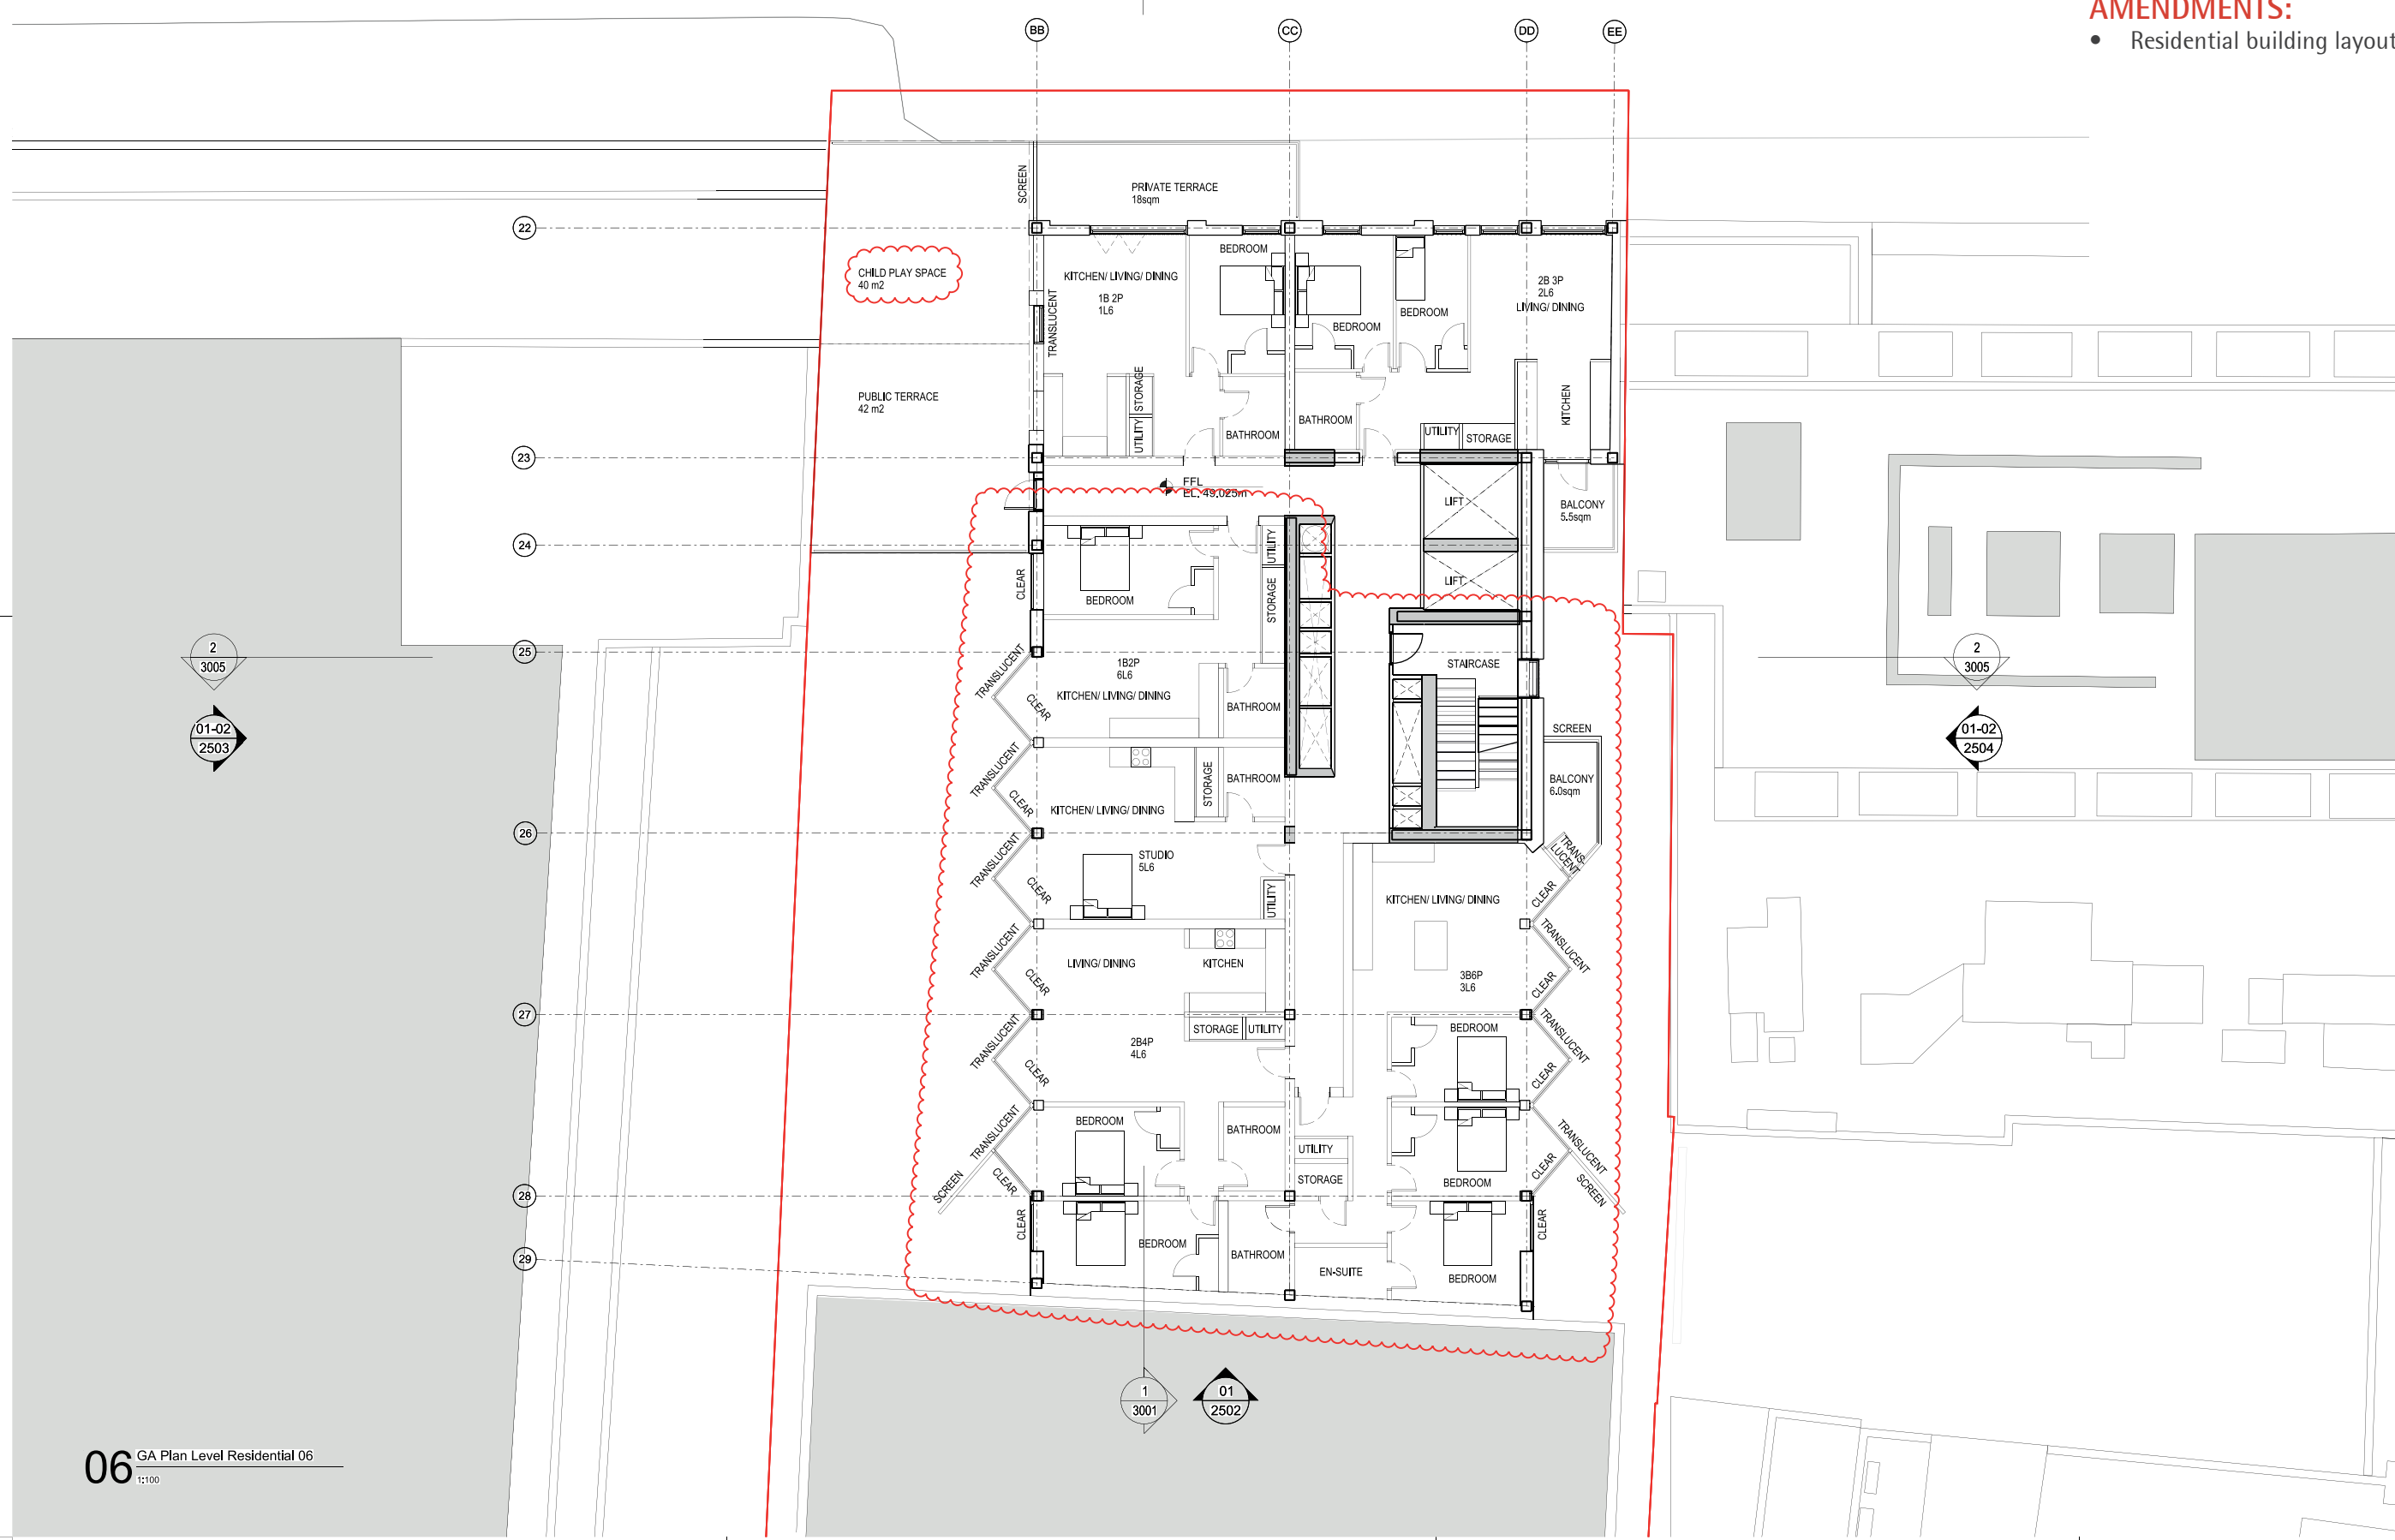 AMENDMENTS:
• Residential building layout
BB
CC
DD
EE
SCREEN
PRIVATE TERRACE
18sqm
22
CHILD PLAY SPACE
40 m2
TRANSLUCENT
KITCHEN/ LIVING/ DINING
1B 2P
1L6
BEDROOM
BEDROOM
BEDROOM
2B 3P
2L6
LIVING/ DINING
PUBLIC TERRACE
42 m2
STORAGE
UTILITY
BATHROOM
BATHROOM
UTILITY
STORAGE
KITCHEN
23
FFL
EL. 49.025m
LIFT
BALCONY
5.5sqm
24
CLEAR
BEDROOM
UTILITY
STORAGE
LIFT
25
2
3005
01-02
2503
TRANSLUCENT
CLEAR
1B2P
6L6
KITCHEN/ LIVING/ DINING
BATHROOM
STAIRCASE
2
3005
01-02
2504
SCREEN
BALCONY
6.0sqm
TRANSLUCENT
CLEAR
KITCHEN/ LIVING/ DINING
STORAGE
BATHROOM
26
TRANSLUCENT
CLEAR
STUDIO
5L6
UTILITY
KITCHEN/ LIVING/ DINING
TRANS-
LUCENT
CLEAR
TRANSLUCENT
CLEAR
LIVING/ DINING
KITCHEN
3B6P
3L6
TRANSLUCENT
CLEAR
27
STORAGE
UTILITY
TRANSLUCENT
CLEAR
2B4P
4L6
BEDROOM
TRANSLUCENT
CLEAR
TRANSLUCENT
CLEAR
SCREEN
BEDROOM
BATHROOM
UTILITY
STORAGE
BEDROOM
TRANSLUCENT
CLEAR
SCREEN
28
CLEAR
BEDROOM
BATHROOM
EN-SUITE
BEDROOM
CLEAR
29
1
3001
01
2502
06
GA Plan Level Residential 06
1:100